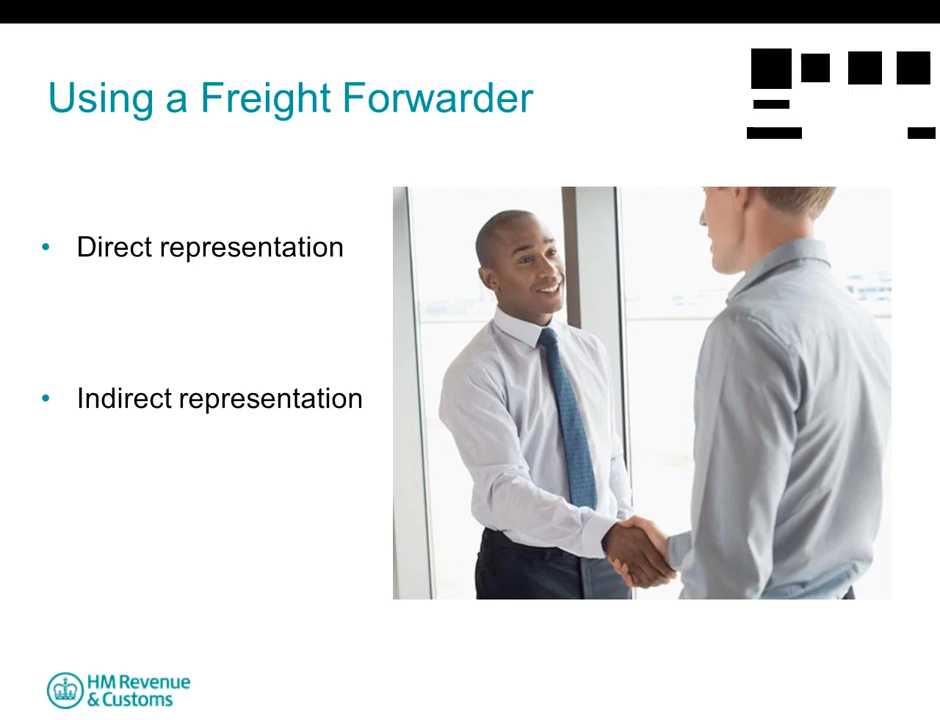 Using a Freight Forwarder
• Direct representation
• Indirect representation
HM Revenue
& Customs